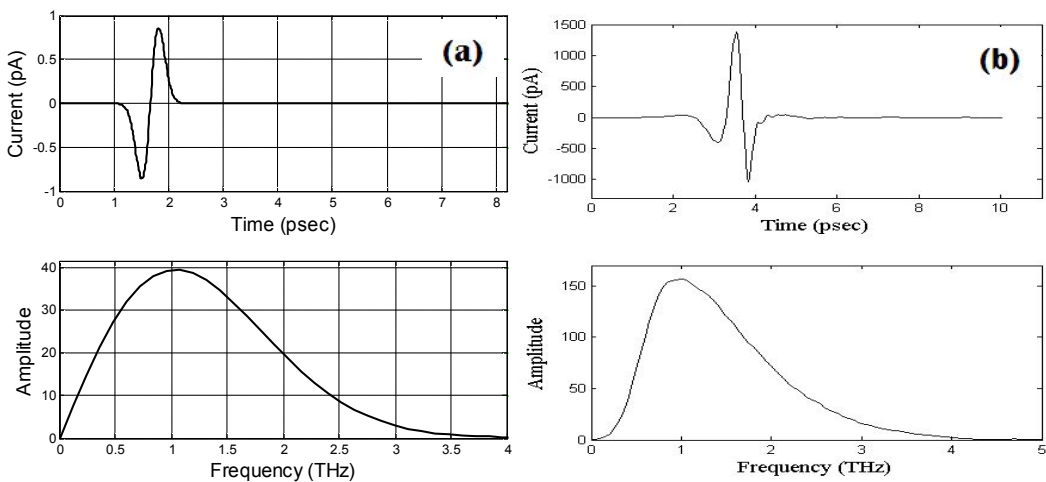 1
0.5
0
-0.5
-1
Current (pA)
(a)
0 1 2 3 4 5 6 7 8
Time (psec)
1500
1000
500
0
-500
-1000
Current (pA)
(b)
0 2 4 6 8 10
Time (psec)
40
30
20
10
0
Amplitude
0 0.5 1 1.5 2 2.5 3 3.5 4
Frequency (THz)
150
100
50
0
Amplitude
0 1 2 3 4 5
Frequency (THz)